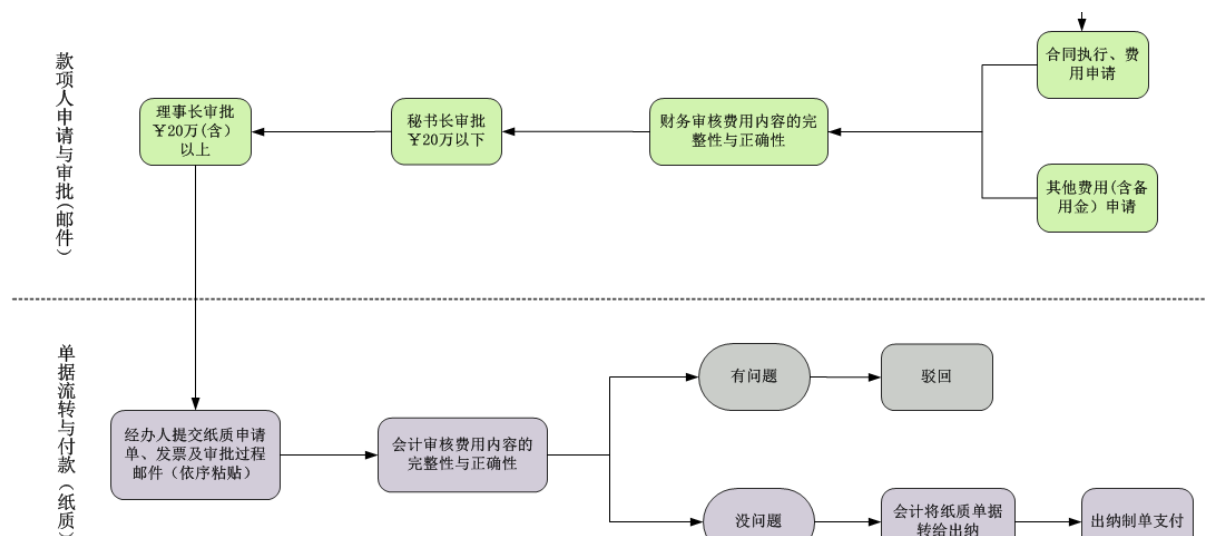 款项人申请与审批(邮件)
合同执行、费
用申请
理事长审批
￥20万(含)
以上
秘书长审批
￥20万以下
财务审核费用内容的完
整性与正确性
其他费用(含备
用金）申请
单据流转与付款（纸质）
有问题
驳回
经办人提交纸质申请
单、发票及审批过程
邮件（依序粘贴）
会计审核费用内容的
完整性与正确性
没问题
会计将纸质单据
转给出纳
出纳制单支付